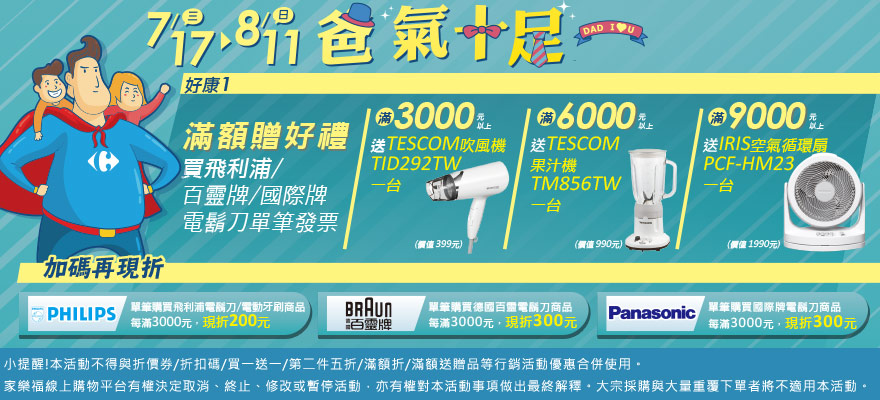 7/17(三)▸8/11(日) 爸氣十足
DAD I♥U
好康1
滿額贈好禮
買飛利浦/
百靈牌/國際牌
電鬍刀單筆發票
滿3000元以上
送TESCOM吹風機
TID292TW
一台
(價值399元)
滿6000元以上
送TESCOM
果汁機
TM856TW
一台
(價值990元)
滿9000元以上
送IRIS空氣循環扇
PCF-HM23
一台
(價值1990元)
加碼再現折
PHILIPS
單筆購買飛利浦電鬍刀/電動牙刷商品
每滿3000元，現折200元
BRAUN
德國百靈牌
單筆購買德國百靈電鬍刀商品
每滿3000元，現折300元
Panasonic
單筆購買國際牌電鬍刀商品
每滿3000元，現折300元
小提醒!本活動不得與折價券/折扣碼/買一送一/第二件五折/滿額折/滿額送贈品等行銷活動優惠合併使用。
家樂福線上購物平台有權決定取消、終止、修改或暫停活動，亦有權對本活動事項做出最終解釋。大宗採購與大量重覆下單者將不適用本活動。